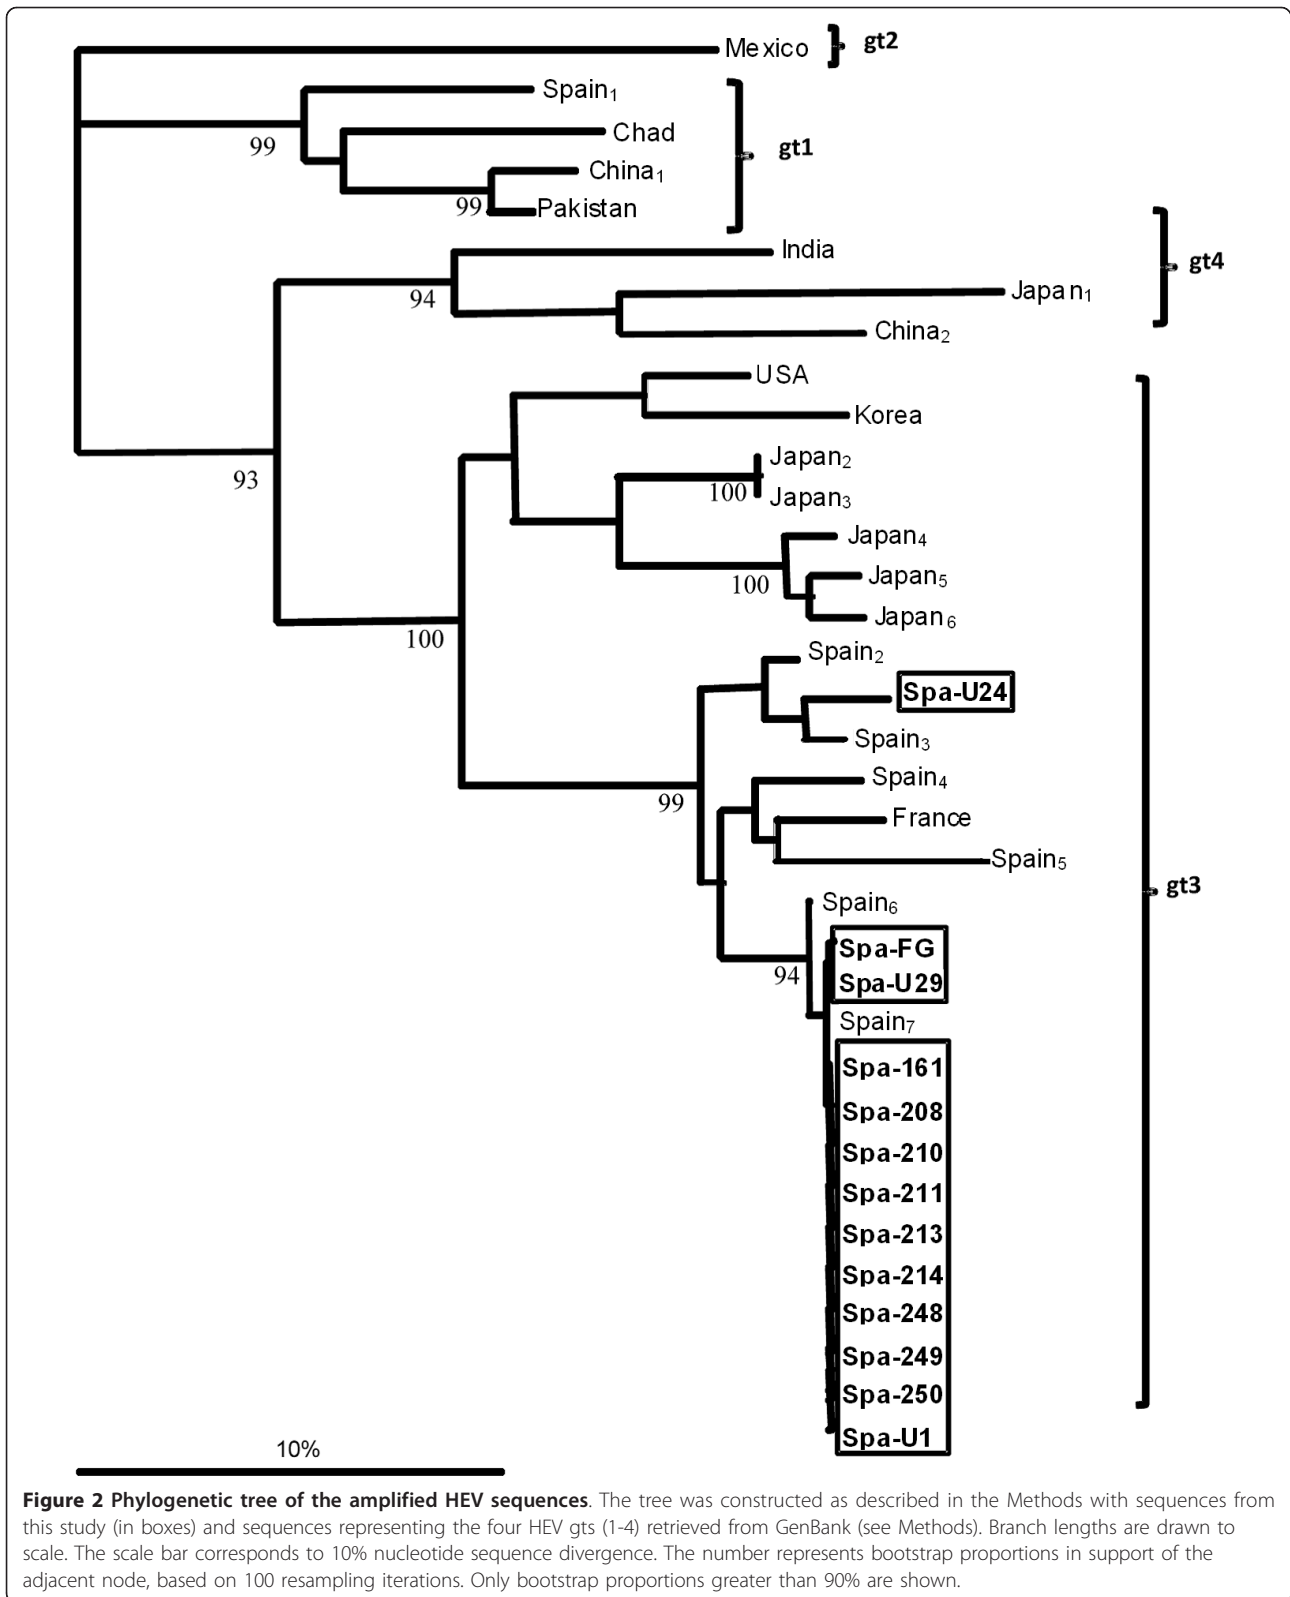 Mexico
gt2
Spain₁
99
Chad
gt1
China₁
99
Pakistan
India
94
gt4
Japan₁
China₂
USA
Korea
93
Japan₂
100
Japan₃
Japan₄
100
Japan₅
Japan₆
100
Spain₂
Spa-U24
Spain₃
Spain₄
99
France
Spain₅
gt3
Spain₆
Spa-FG
94
Spa-U29
Spain₇
Spa-161
Spa-208
Spa-210
Spa-211
Spa-213
Spa-214
Spa-248
Spa-249
Spa-250
Spa-U1
10%
Figure 2 Phylogenetic tree of the amplified HEV sequences. The tree was constructed as described in the Methods with sequences from
this study (in boxes) and sequences representing the four HEV gts (1-4) retrieved from GenBank (see Methods). Branch lengths are drawn to
scale. The scale bar corresponds to 10% nucleotide sequence divergence. The number represents bootstrap proportions in support of the
adjacent node, based on 100 resampling iterations. Only bootstrap proportions greater than 90% are shown.